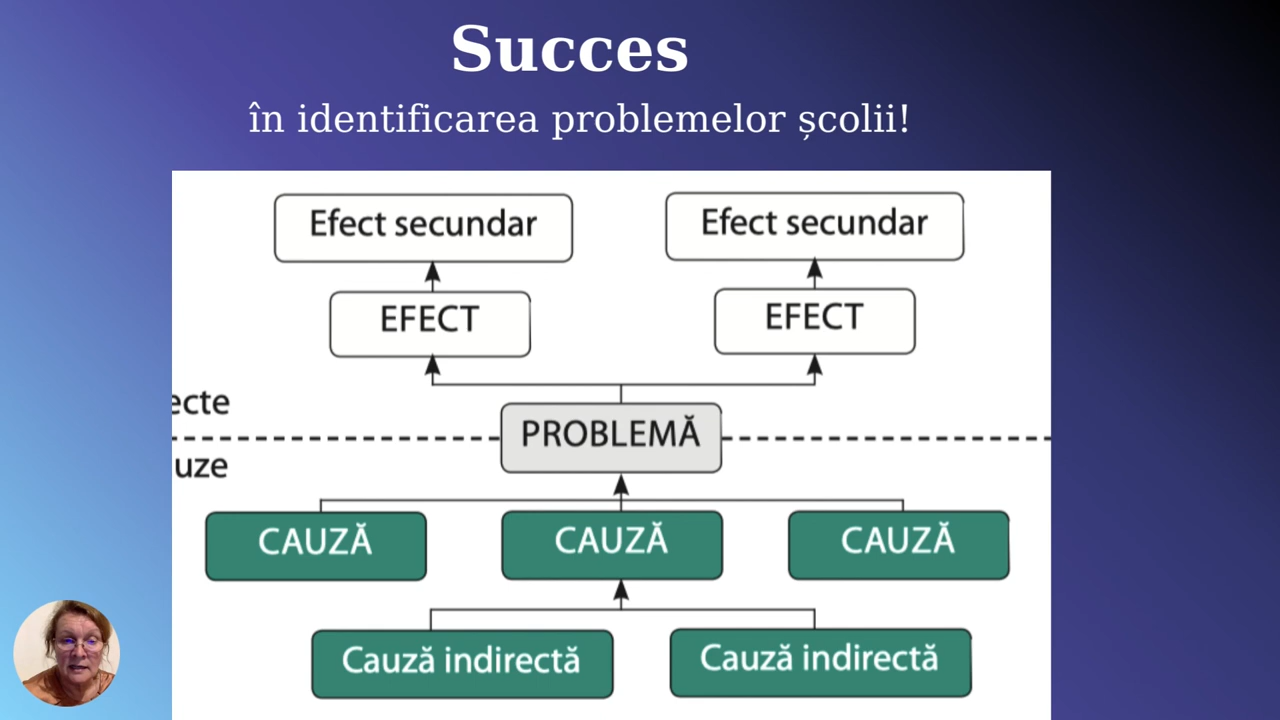 Succes
în identificarea problemelor școlii!
Efect secundar
Efect secundar
EFECT
EFECT
ecte
PROBLEMĂ
uze
CAUZĂ
CAUZĂ
CAUZĂ
Cauză indirectă
Cauză indirectă